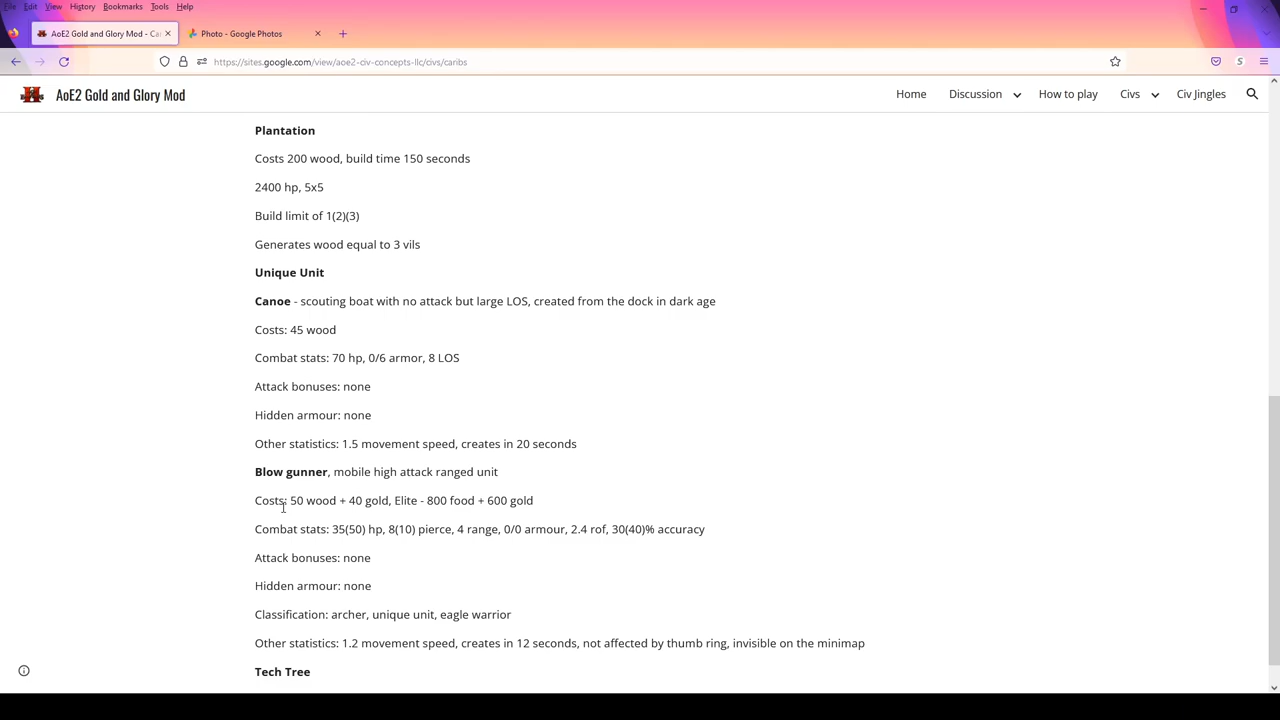 File Edit View History Bookmarks Tools Help
AoE2 Gold and Glory Mod - Ca
Photo - Google Photos
https://sites.google.com/view/aoe2-civ-concepts-llc/civs/caribs
AoE2 Gold and Glory Mod
Home Discussion How to play Civs Civ Jingles
Plantation
Costs 200 wood, build time 150 seconds
2400 hp, 5x5
Build limit of 1(2)(3)
Generates wood equal to 3 vils
Unique Unit
Canoe - scouting boat with no attack but large LOS, created from the dock in dark age
Costs: 45 wood
Combat stats: 70 hp, 0/6 armor, 8 LOS
Attack bonuses: none
Hidden armour: none
Other statistics: 1.5 movement speed, creates in 20 seconds
Blow gunner, mobile high attack ranged unit
Costs: 50 wood + 40 gold, Elite - 800 food + 600 gold
Combat stats: 35(50) hp, 8(10) pierce, 4 range, 0/0 armour, 2.4 rof, 30(40)% accuracy
Attack bonuses: none
Hidden armour: none
Classification: archer, unique unit, eagle warrior
Other statistics: 1.2 movement speed, creates in 12 seconds, not affected by thumb ring, invisible on the minimap
Tech Tree